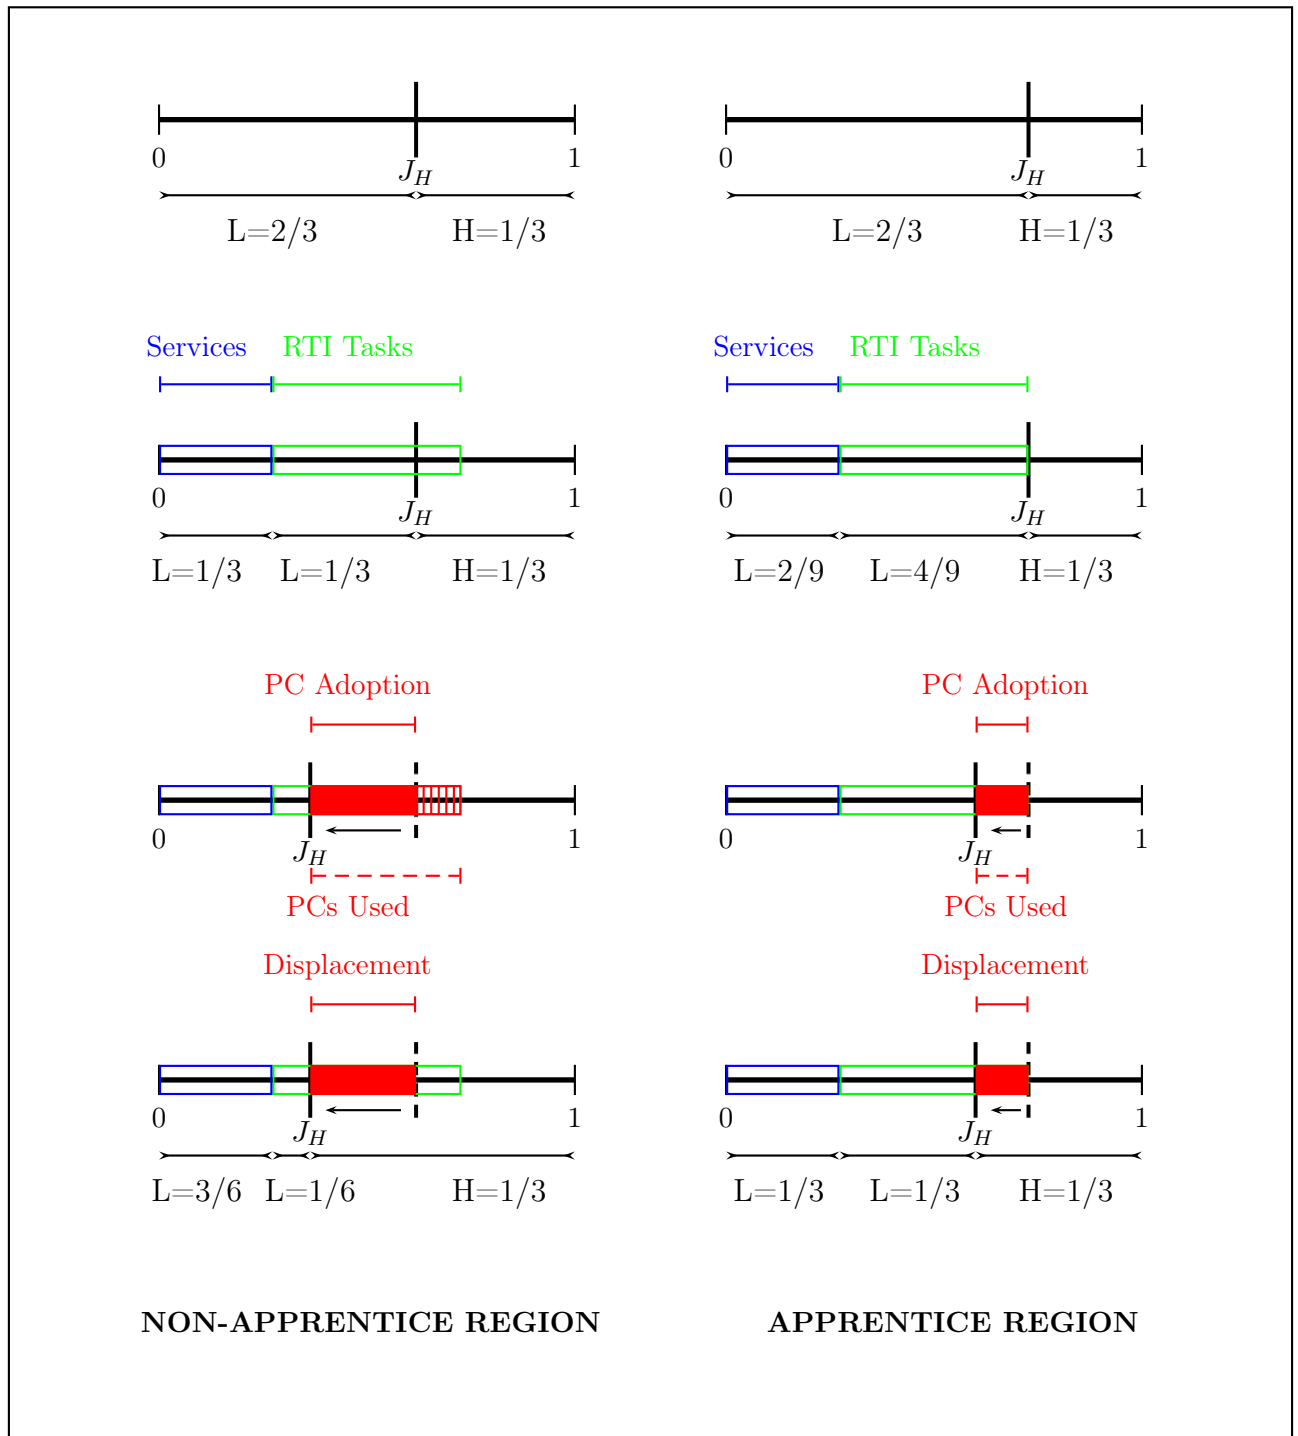 0 1 0 1
J_H J_H
L=2/3 H=1/3 L=2/3 H=1/3
Services RTI Tasks Services RTI Tasks
0 1 0 1
J_H J_H
L=1/3 L=1/3 H=1/3 L=2/9 L=4/9 H=1/3
PC Adoption PC Adoption
0 1 0 1
J_H J_H
PCs Used PCs Used
Displacement Displacement
0 1 0 1
J_H J_H
L=3/6 L=1/6 H=1/3 L=1/3 L=1/3 H=1/3
NON-APPRENTICE REGION APPRENTICE REGION